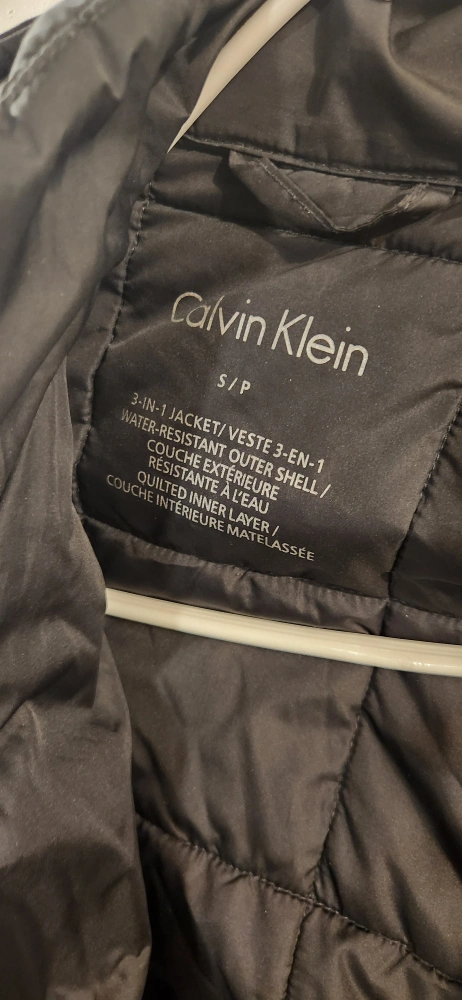 Calvin Klein
S/P
3-IN-1 JACKET/ VESTE 3-EN-1
WATER-RESISTANT OUTER SHELL /
COUCHE EXTÉRIEURE
RÉSISTANTE À L'EAU
QUILTED INNER LAYER /
COUCHE INTÉRIEURE MATELASSÉE